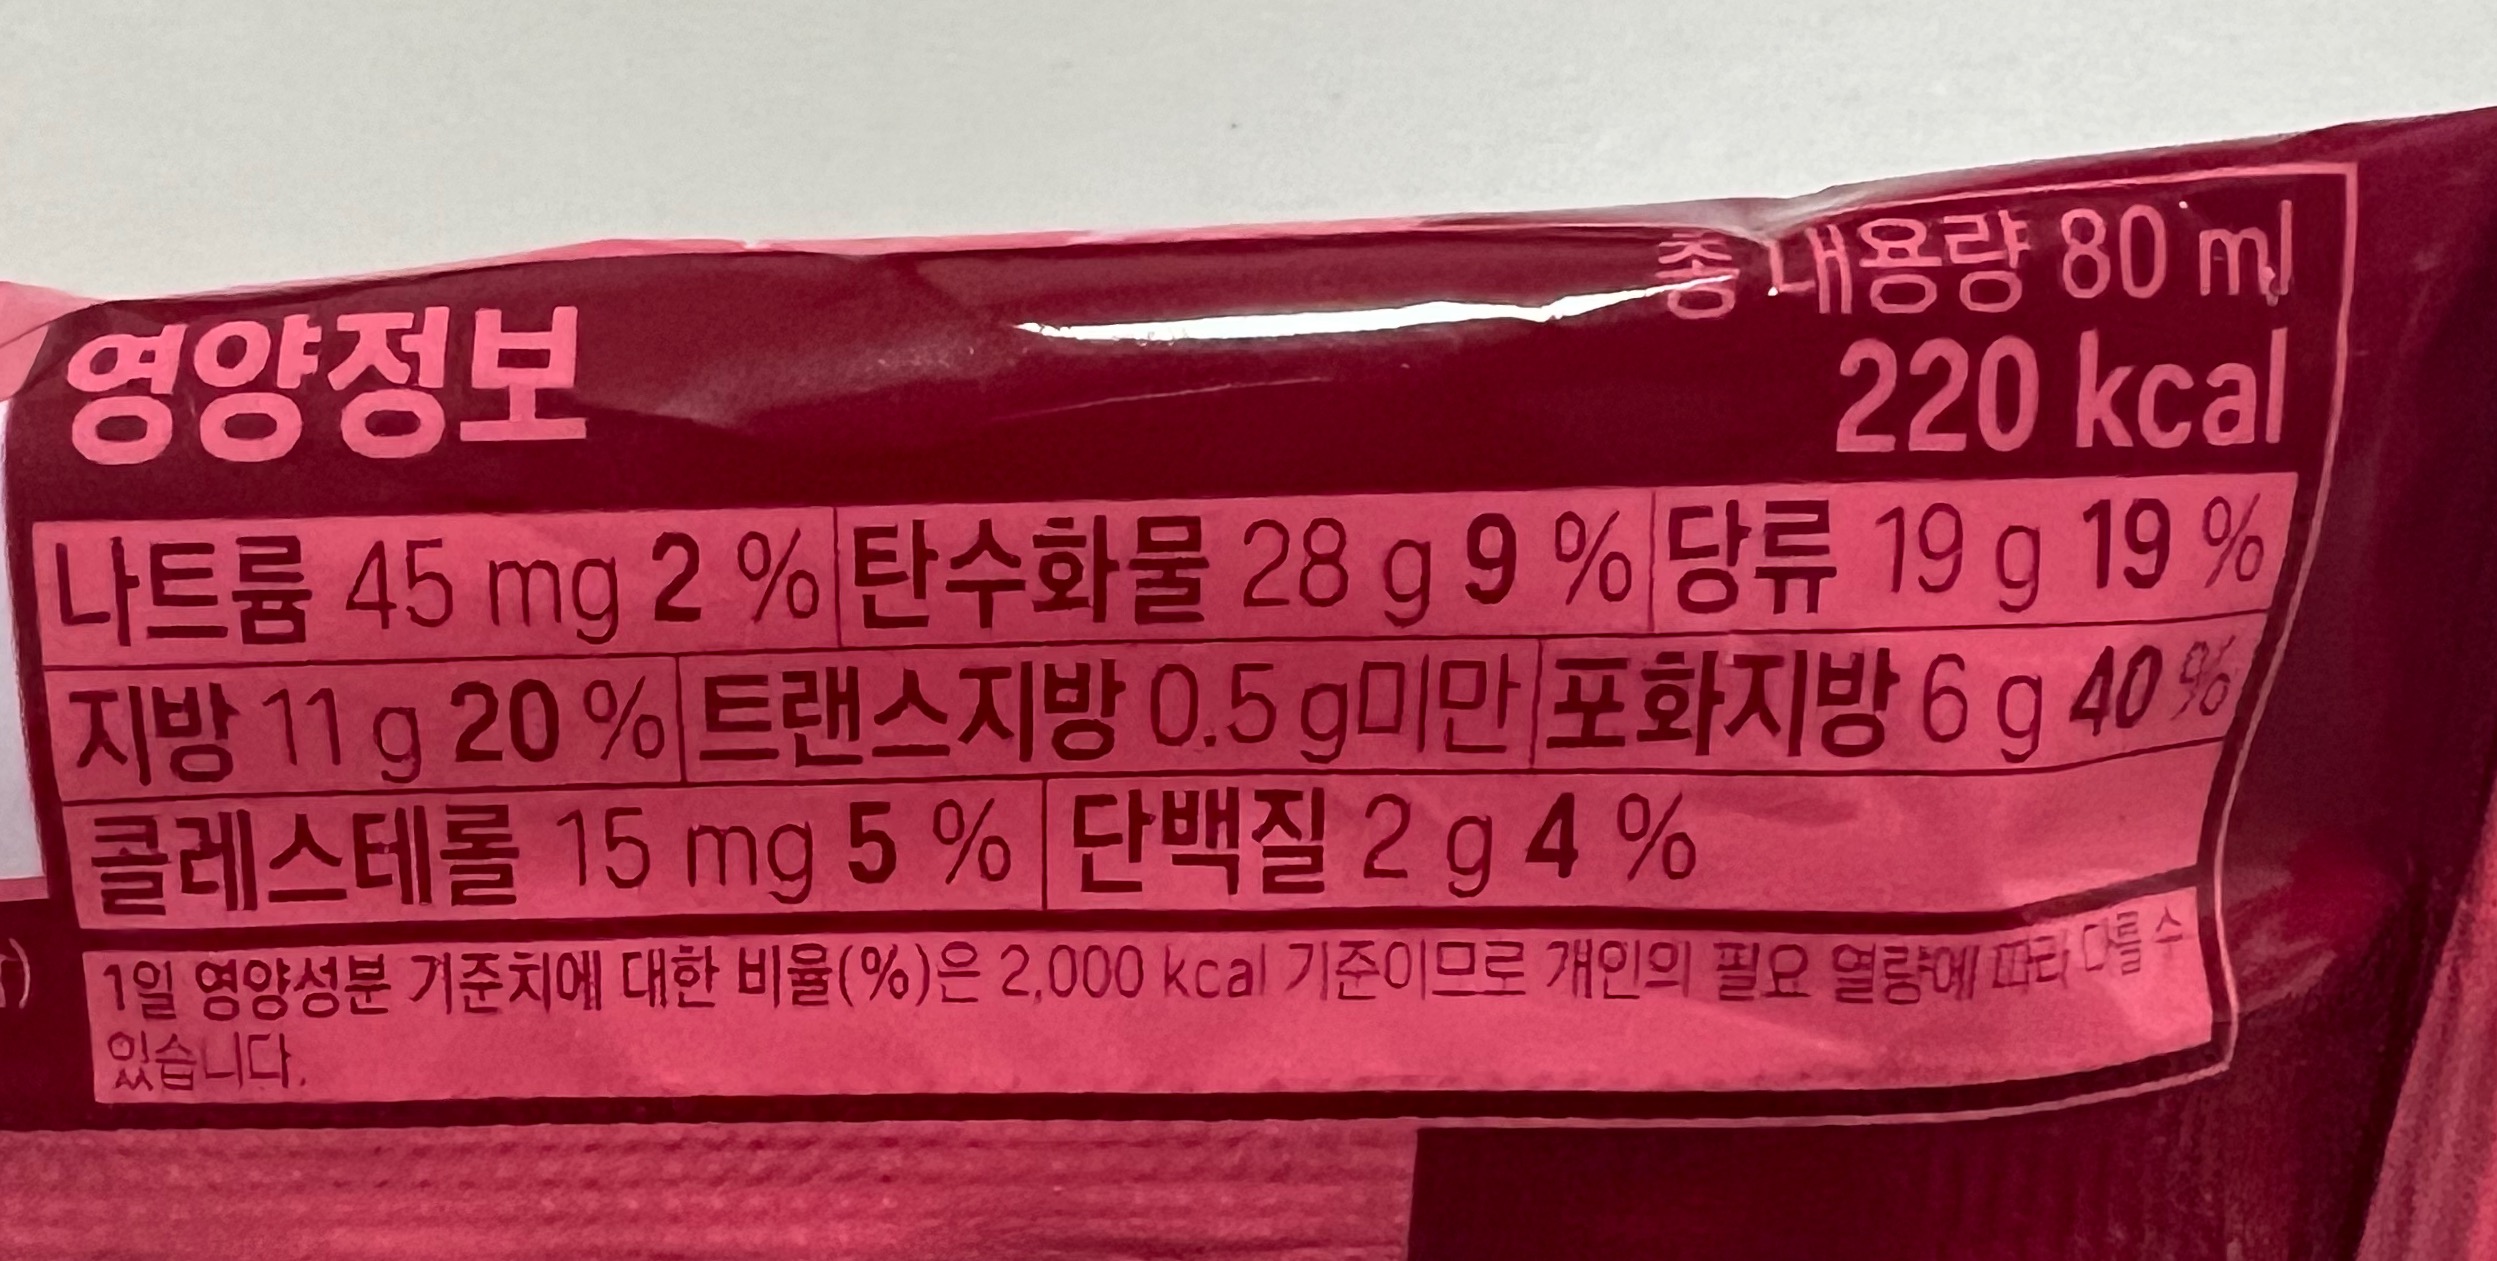 총 내용량 80 ml
영양정보
220 kcal
나트륨 45 mg 2 % 탄수화물 28 g 9 % 당류 19 g 19 %
지방 11 g 20 % 트랜스지방 0.5 g미만 포화지방 6 g 40 %
콜레스테롤 15 mg 5 % 단백질 2 g 4 %
1일 영양성분 기준치에 대한 비율(%)은 2,000 kcal 기준이므로 개인의 필요 열량에 따라 다를 수
있습니다.